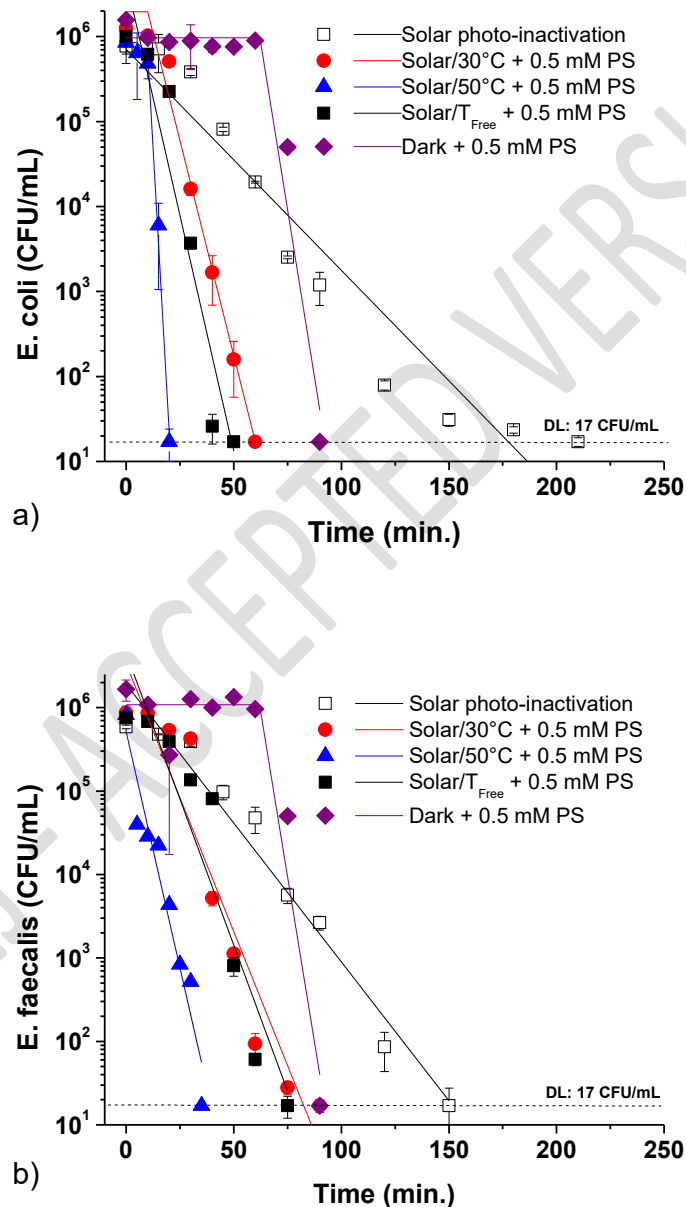 10⁶
10⁵
10⁴
10³
10²
10¹
E. coli (CFU/mL)
Solar photo-inactivation
Solar/30°C + 0.5 mM PS
Solar/50°C + 0.5 mM PS
Solar/T_Free + 0.5 mM PS
Dark + 0.5 mM PS
DL: 17 CFU/mL
0 50 100 150 200 250
Time (min.)
a)
10⁶
10⁵
10⁴
10³
10²
10¹
E. faecalis (CFU/mL)
Solar photo-inactivation
Solar/30°C + 0.5 mM PS
Solar/50°C + 0.5 mM PS
Solar/T_Free + 0.5 mM PS
Dark + 0.5 mM PS
DL: 17 CFU/mL
0 50 100 150 200 250
Time (min.)
b)
ACCEPTED VERSI